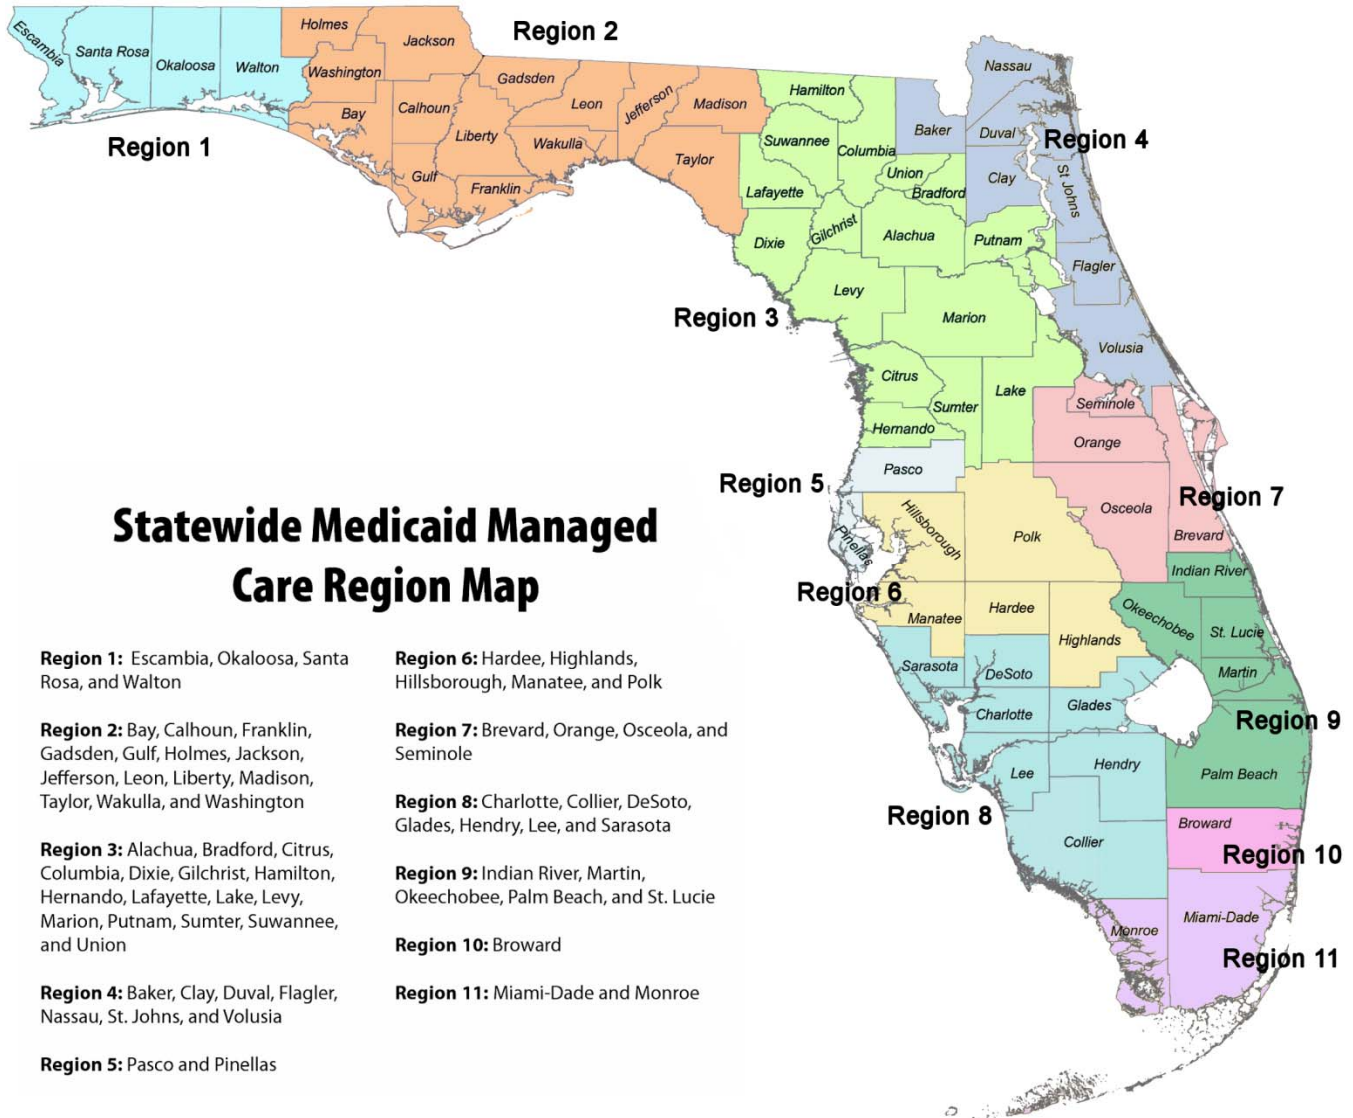 Escambia
Santa Rosa
Okaloosa
Walton
Holmes
Jackson
Washington
Bay
Calhoun
Gulf
Liberty
Gadsden
Franklin
Leon
Wakulla
Jefferson
Madison
Taylor
Region 1
Region 2
Hamilton
Suwannee
Columbia
Lafayette
Union
Bradford
Dixie
Gilchrist
Alachua
Putnam
Levy
Marion
Citrus
Sumter
Lake
Hernando
Region 3
Nassau
Baker
Duval
Clay
St Johns
Flagler
Volusia
Region 4
Pasco
Pinellas
Region 5
Hillsborough
Polk
Manatee
Hardee
Highlands
Region 6
Seminole
Orange
Osceola
Brevard
Region 7
Sarasota
DeSoto
Charlotte
Glades
Lee
Hendry
Collier
Region 8
Indian River
Okeechobee
St. Lucie
Martin
Palm Beach
Region 9
Broward
Region 10
Monroe
Miami-Dade
Region 11
Statewide Medicaid Managed
Care Region Map
Region 1: Escambia, Okaloosa, Santa
Rosa, and Walton
Region 2: Bay, Calhoun, Franklin,
Gadsden, Gulf, Holmes, Jackson,
Jefferson, Leon, Liberty, Madison,
Taylor, Wakulla, and Washington
Region 3: Alachua, Bradford, Citrus,
Columbia, Dixie, Gilchrist, Hamilton,
Hernando, Lafayette, Lake, Levy,
Marion, Putnam, Sumter, Suwannee,
and Union
Region 4: Baker, Clay, Duval, Flagler,
Nassau, St. Johns, and Volusia
Region 5: Pasco and Pinellas
Region 6: Hardee, Highlands,
Hillsborough, Manatee, and Polk
Region 7: Brevard, Orange, Osceola, and
Seminole
Region 8: Charlotte, Collier, DeSoto,
Glades, Hendry, Lee, and Sarasota
Region 9: Indian River, Martin,
Okeechobee, Palm Beach, and St. Lucie
Region 10: Broward
Region 11: Miami-Dade and Monroe